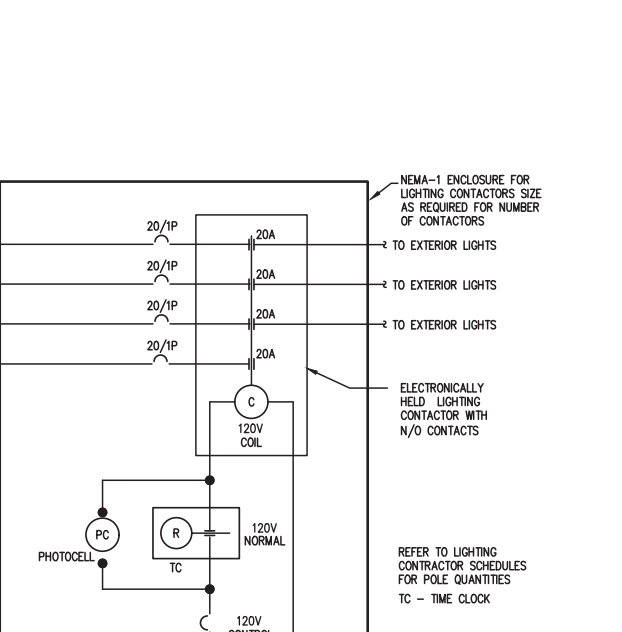 NEMA-1 ENCLOSURE FOR
LIGHTING CONTACTORS SIZE
AS REQUIRED FOR NUMBER
OF CONTACTORS
20/1P
20A
TO EXTERIOR LIGHTS
20/1P
20A
TO EXTERIOR LIGHTS
20/1P
20A
TO EXTERIOR LIGHTS
20/1P
20A
C
120V
COIL
ELECTRONICALLY
HELD LIGHTING
CONTACTOR WITH
N/O CONTACTS
PC
PHOTOCELL
R
TC
120V
NORMAL
REFER TO LIGHTING
CONTRACTOR SCHEDULES
FOR POLE QUANTITIES
TC - TIME CLOCK
120V
CONTROL